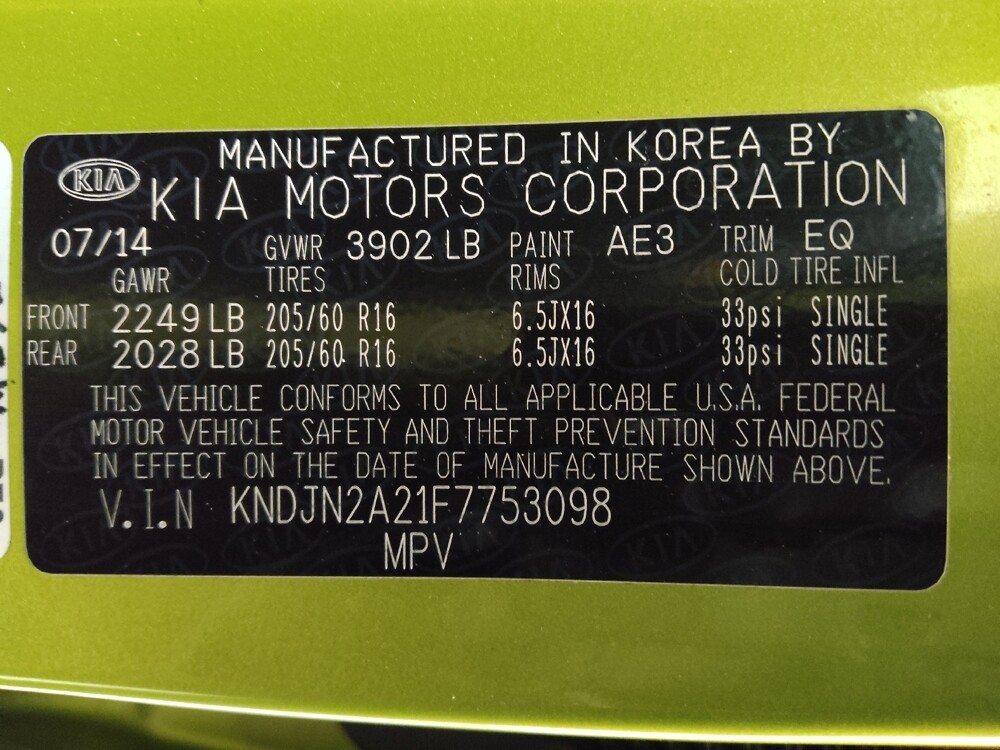 MANUFACTURED IN KOREA BY
KIA
KIA MOTORS CORPORATION
07/14 GVWR 3902 LB PAINT AE3 TRIM EQ
GAWR TIRES RIMS COLD TIRE INFL
FRONT 2249 LB 205/60 R16 6.5JX16 33psi SINGLE
REAR 2028 LB 205/60 R16 6.5JX16 33psi SINGLE
THIS VEHICLE CONFORMS TO ALL APPLICABLE U.S.A. FEDERAL
MOTOR VEHICLE SAFETY AND THEFT PREVENTION STANDARDS
IN EFFECT ON THE DATE OF MANUFACTURE SHOWN ABOVE.
V.I.N KNDJN2A21F7753098
MPV